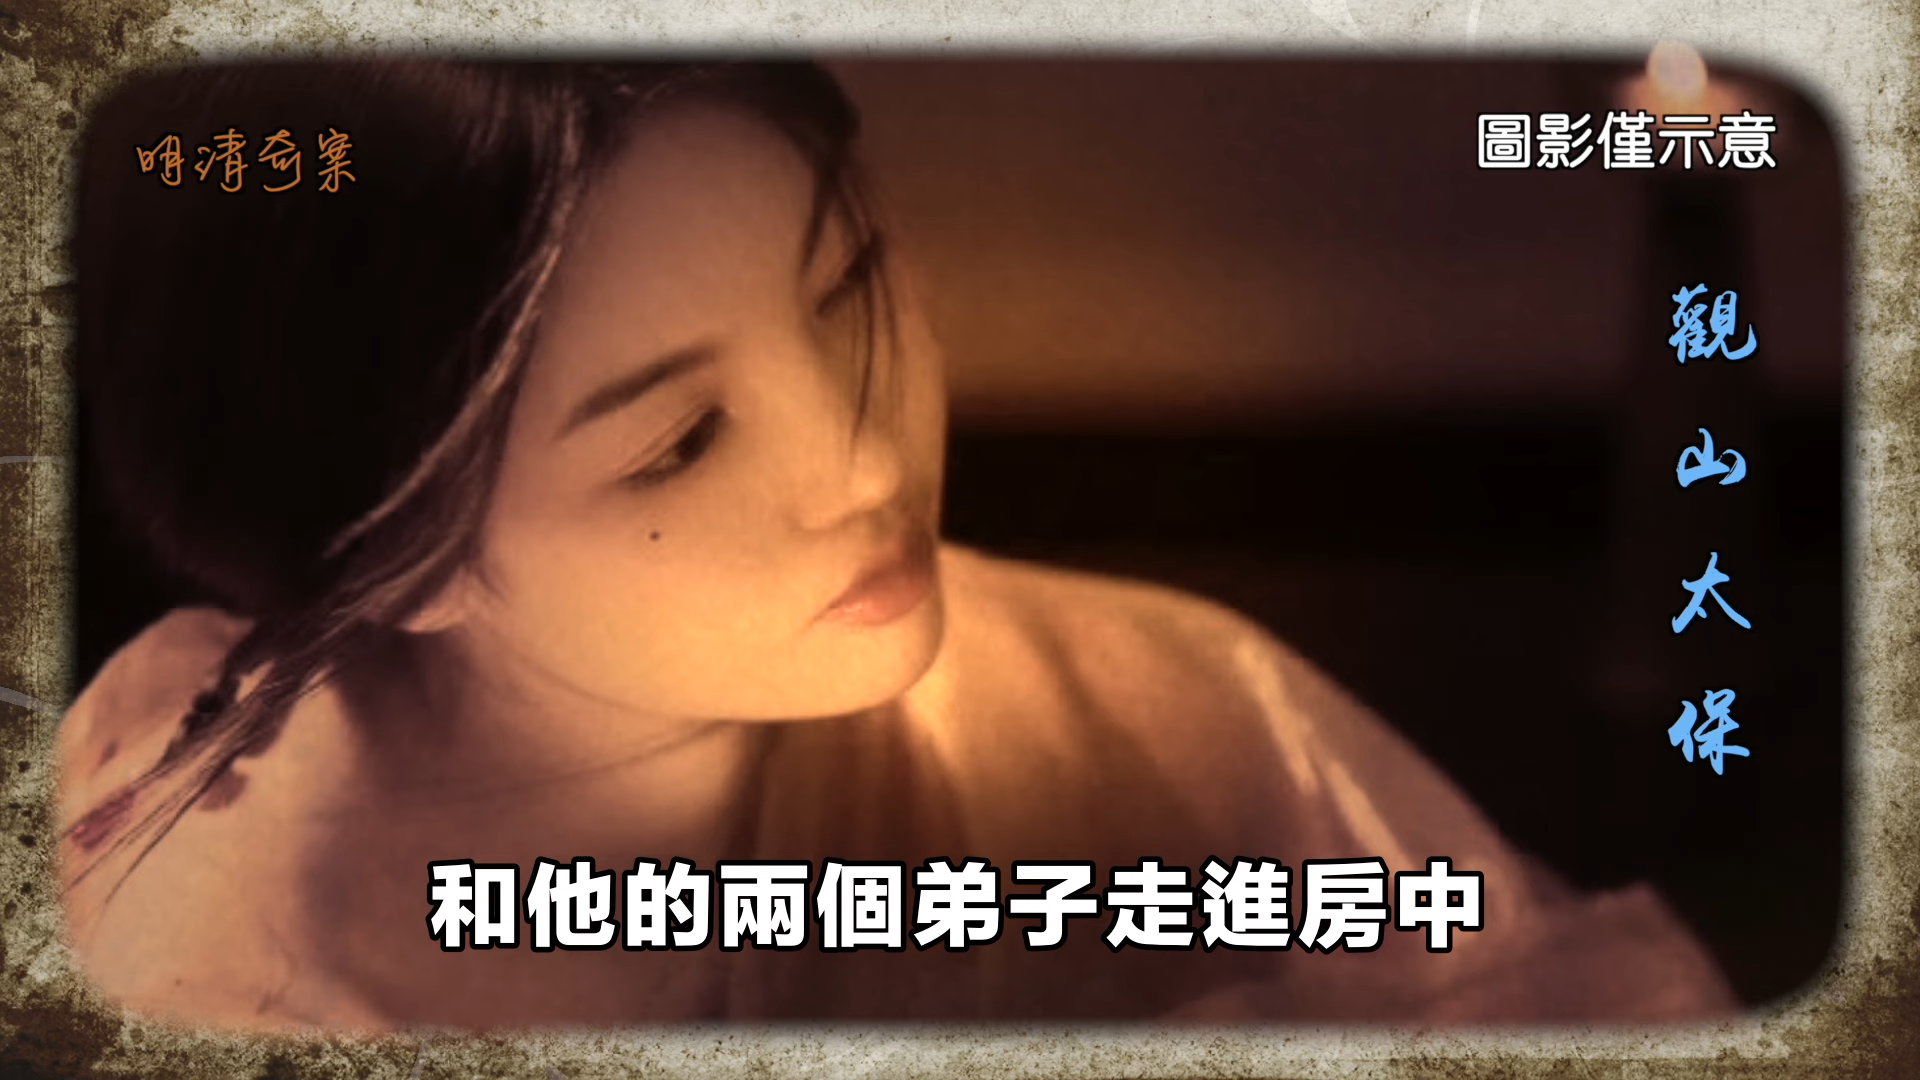 明清奇案
圖影僅示意
觀山太保
和他的兩個弟子走進房中